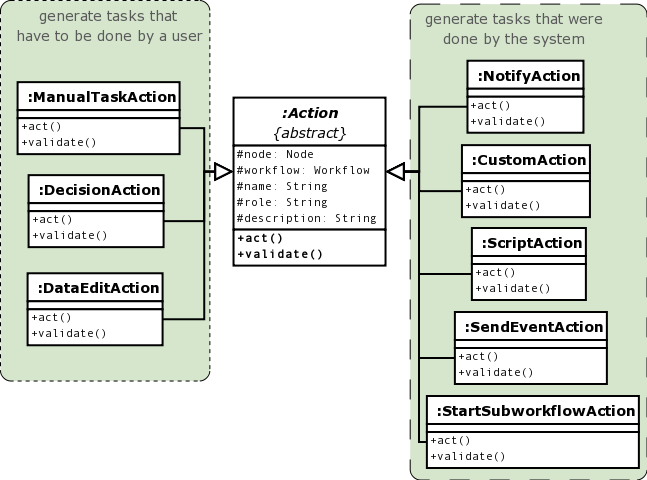 generate tasks that
have to be done by a user
:ManualTaskAction
+act()
+validate()
:DecisionAction
+act()
+validate()
:DataEditAction
+act()
+validate()
:Action
{abstract}
#node: Node
#workflow: Workflow
#name: String
#role: String
#description: String
+act()
+validate()
generate tasks that were
done by the system
:NotifyAction
+act()
+validate()
:CustomAction
+act()
+validate()
:ScriptAction
+act()
+validate()
:SendEventAction
+act()
+validate()
:StartSubworkflowAction
+act()
+validate()